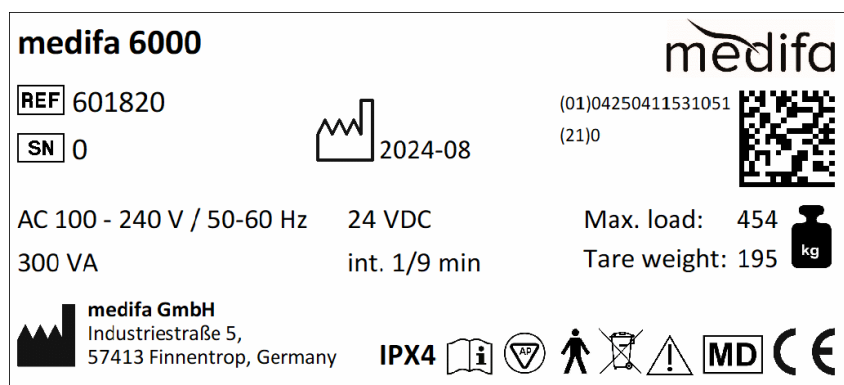 medifa 6000
medifa
REF 601820
SN 0
2024-08
(01)04250411531051
(21)0
AC 100 - 240 V / 50-60 Hz
24 VDC
Max. load: 454
300 VA
int. 1/9 min
Tare weight: 195
kg
medifa GmbH
Industriestraße 5,
57413 Finnentrop, Germany
IPX4 i AP MD CE